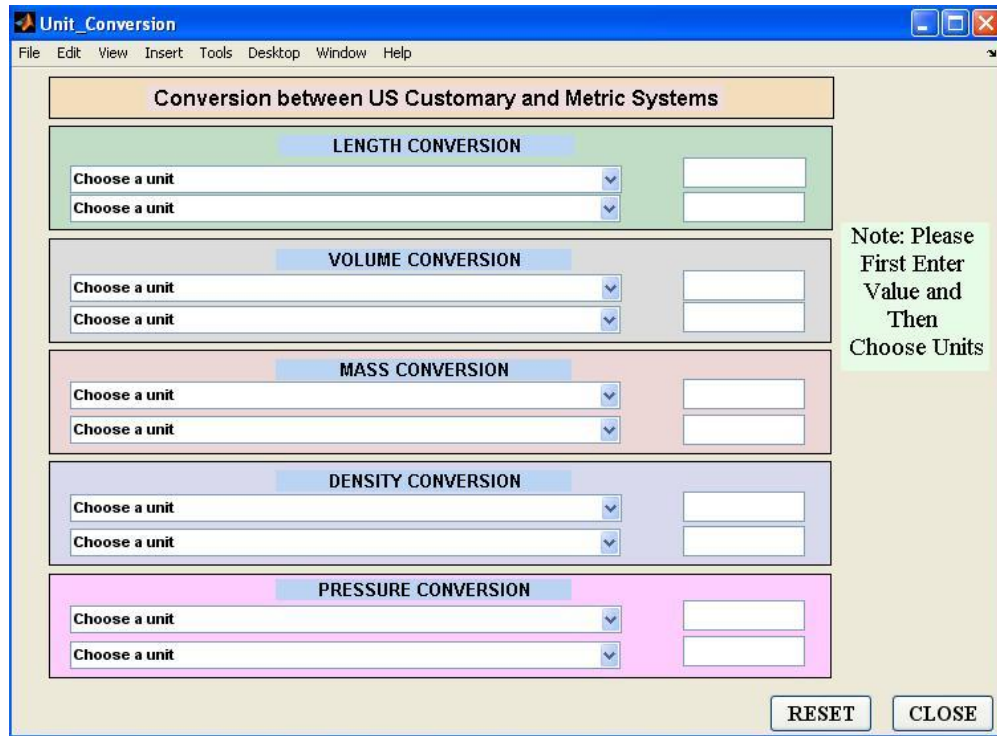 Unit_Conversion
File Edit View Insert Tools Desktop Window Help
Conversion between US Customary and Metric Systems
LENGTH CONVERSION
Choose a unit
Choose a unit
VOLUME CONVERSION
Choose a unit
Choose a unit
MASS CONVERSION
Choose a unit
Choose a unit
DENSITY CONVERSION
Choose a unit
Choose a unit
PRESSURE CONVERSION
Choose a unit
Choose a unit
Note: Please
First Enter
Value and
Then
Choose Units
RESET CLOSE